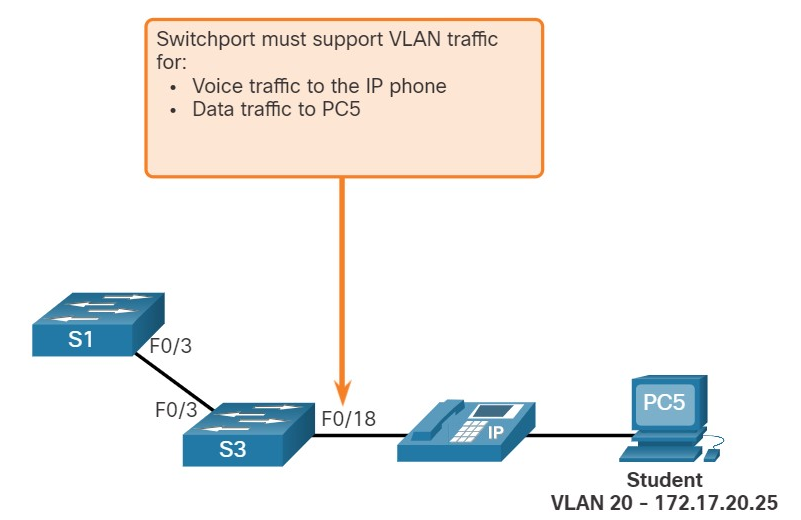 Switchport must support VLAN traffic
for:
• Voice traffic to the IP phone
• Data traffic to PC5
S1
F0/3
F0/3
F0/18
S3
IP
PC5
Student
VLAN 20 - 172.17.20.25